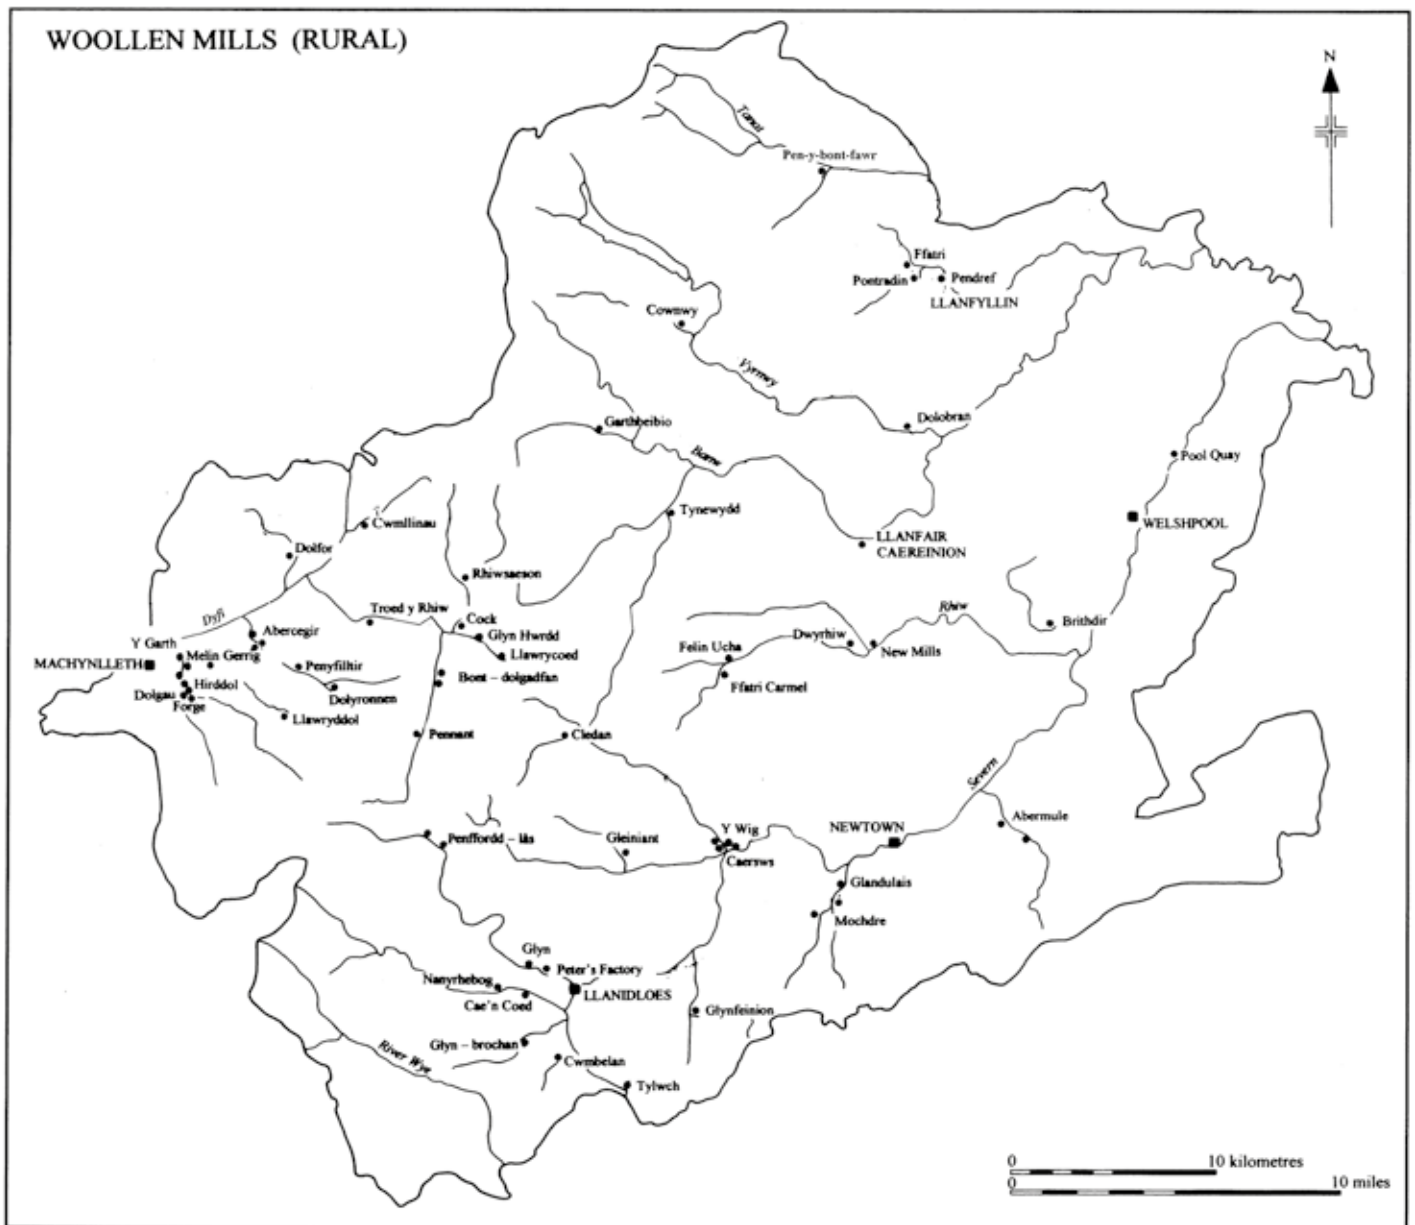 WOOLLEN MILLS (RURAL)
N
Tanat
Pen-y-bont-fawr
Ffatri
Poetradin
Pendref
LLANFYLLIN
Cownwy
Vyrnwy
Dolobran
Garthbeibio
Banw
Pool Quay
Tynewydd
WELSHPOOL
Cwmllinau
LLANFAIR
CAEREINION
Dolfor
Rhiwsaeson
Dyfi
Troed y Rhiw
Rhiw
Cock
Brithdir
Abercegir
Glyn Hwrdd
Y Garth
Dwyrhiw
New Mills
Felin Ucha
Llawrycoed
MACHYNLLETH
Melin Gerrig
Penyfilhir
Bont – dolgadfan
Ffatri Carmel
Hirddol
Dolgau
Dolyronnen
Forge
Llawryddol
Pennant
Cledan
Severn
Abermule
Y Wig
NEWTOWN
Penffordd – lâs
Gleiniant
Caersws
Glandulais
Mochdre
Glyn
Peter's Factory
Nanyrhebog
LLANIDLOES
Cae'n Coed
Glynfeinion
Glyn – brochan
River Wye
Cwmbelan
Tylwch
0 10 kilometres
0 10 miles